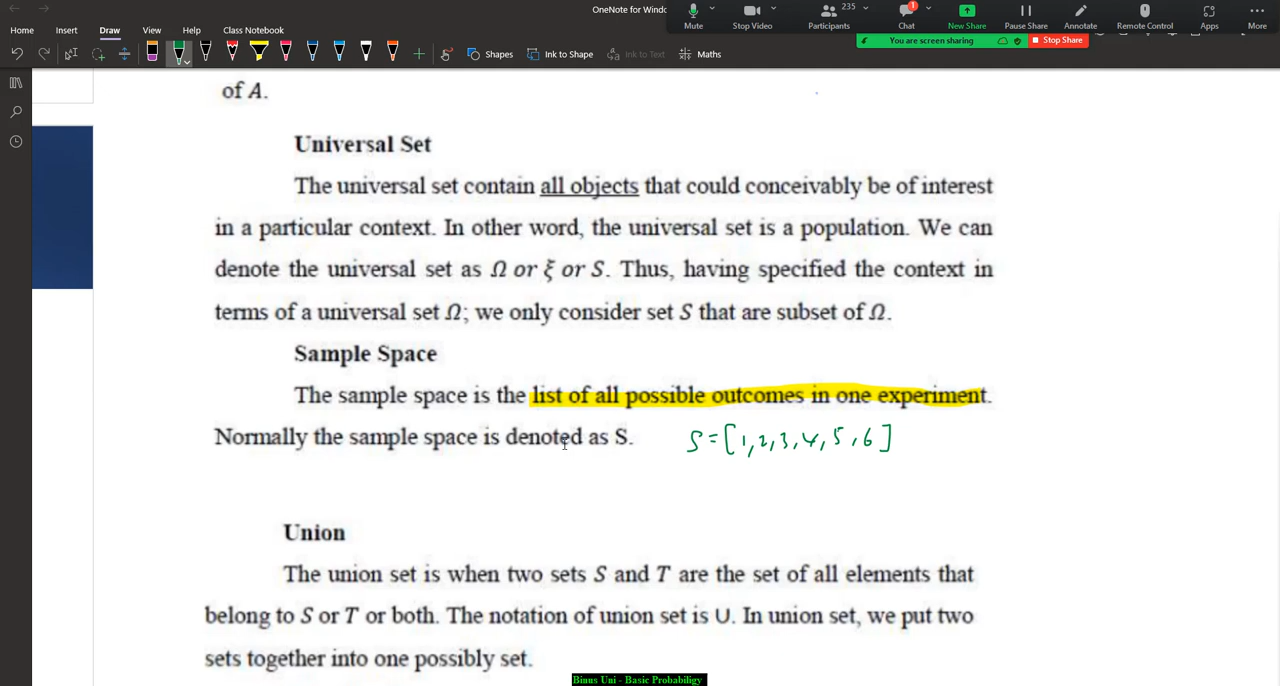 OneNote for Windo
Mute
Stop Video
235
Participants
1
Chat
New Share
Pause Share
Annotate
Remote Control
Apps
More
You are screen sharing
Stop Share
Home
Insert
Draw
View
Help
Class Notebook
Shapes
Ink to Shape
Ink to Text
Maths
of A.
Universal Set
The universal set contain all objects that could conceivably be of interest
in a particular context. In other word, the universal set is a population. We can
denote the universal set as Ω or ξ or S. Thus, having specified the context in
terms of a universal set Ω; we only consider set S that are subset of Ω.
Sample Space
The sample space is the list of all possible outcomes in one experiment.
Normally the sample space is denoted as S.
S = [1,2,3,4,5,6]
Union
The union set is when two sets S and T are the set of all elements that
belong to S or T or both. The notation of union set is ∪. In union set, we put two
sets together into one possibly set.
Binus Uni - Basic Probabiligy